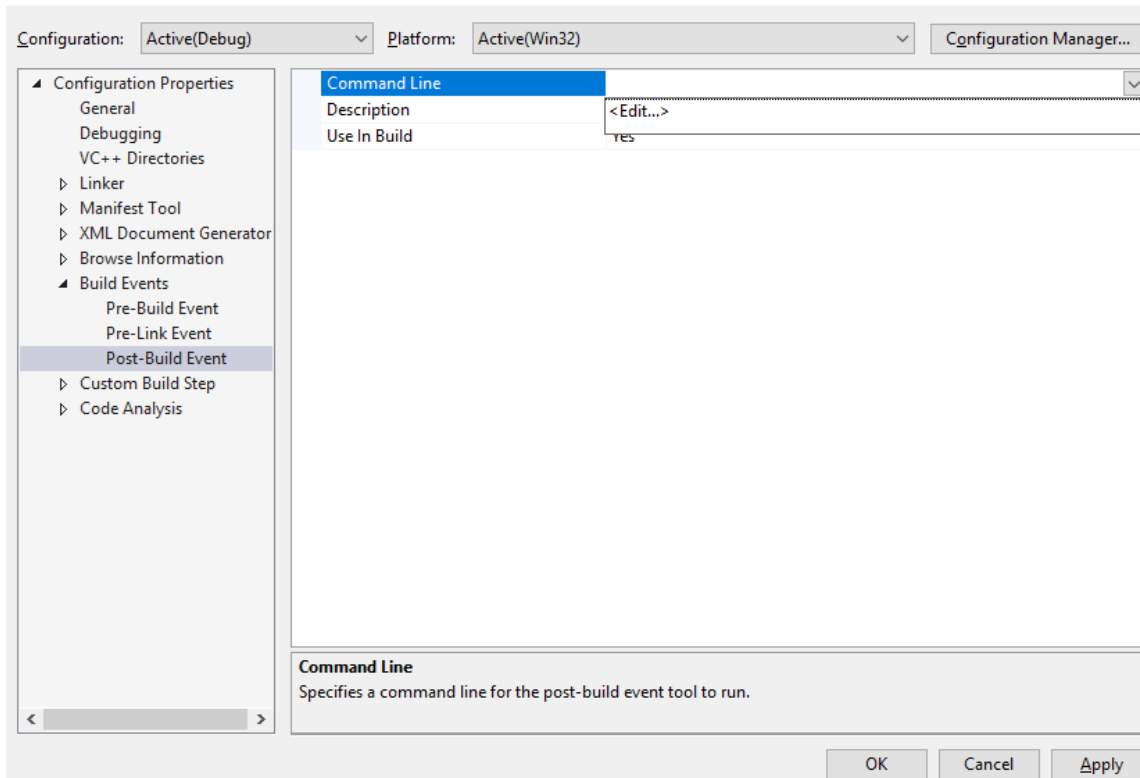 Configuration: Active(Debug) Platform: Active(Win32) Configuration Manager...
Configuration Properties
General
Debugging
VC++ Directories
Linker
Manifest Tool
XML Document Generator
Browse Information
Build Events
Pre-Build Event
Pre-Link Event
Post-Build Event
Custom Build Step
Code Analysis
Command Line
<Edit...>
Description
Use In Build Yes
Command Line
Specifies a command line for the post-build event tool to run.
OK Cancel Apply